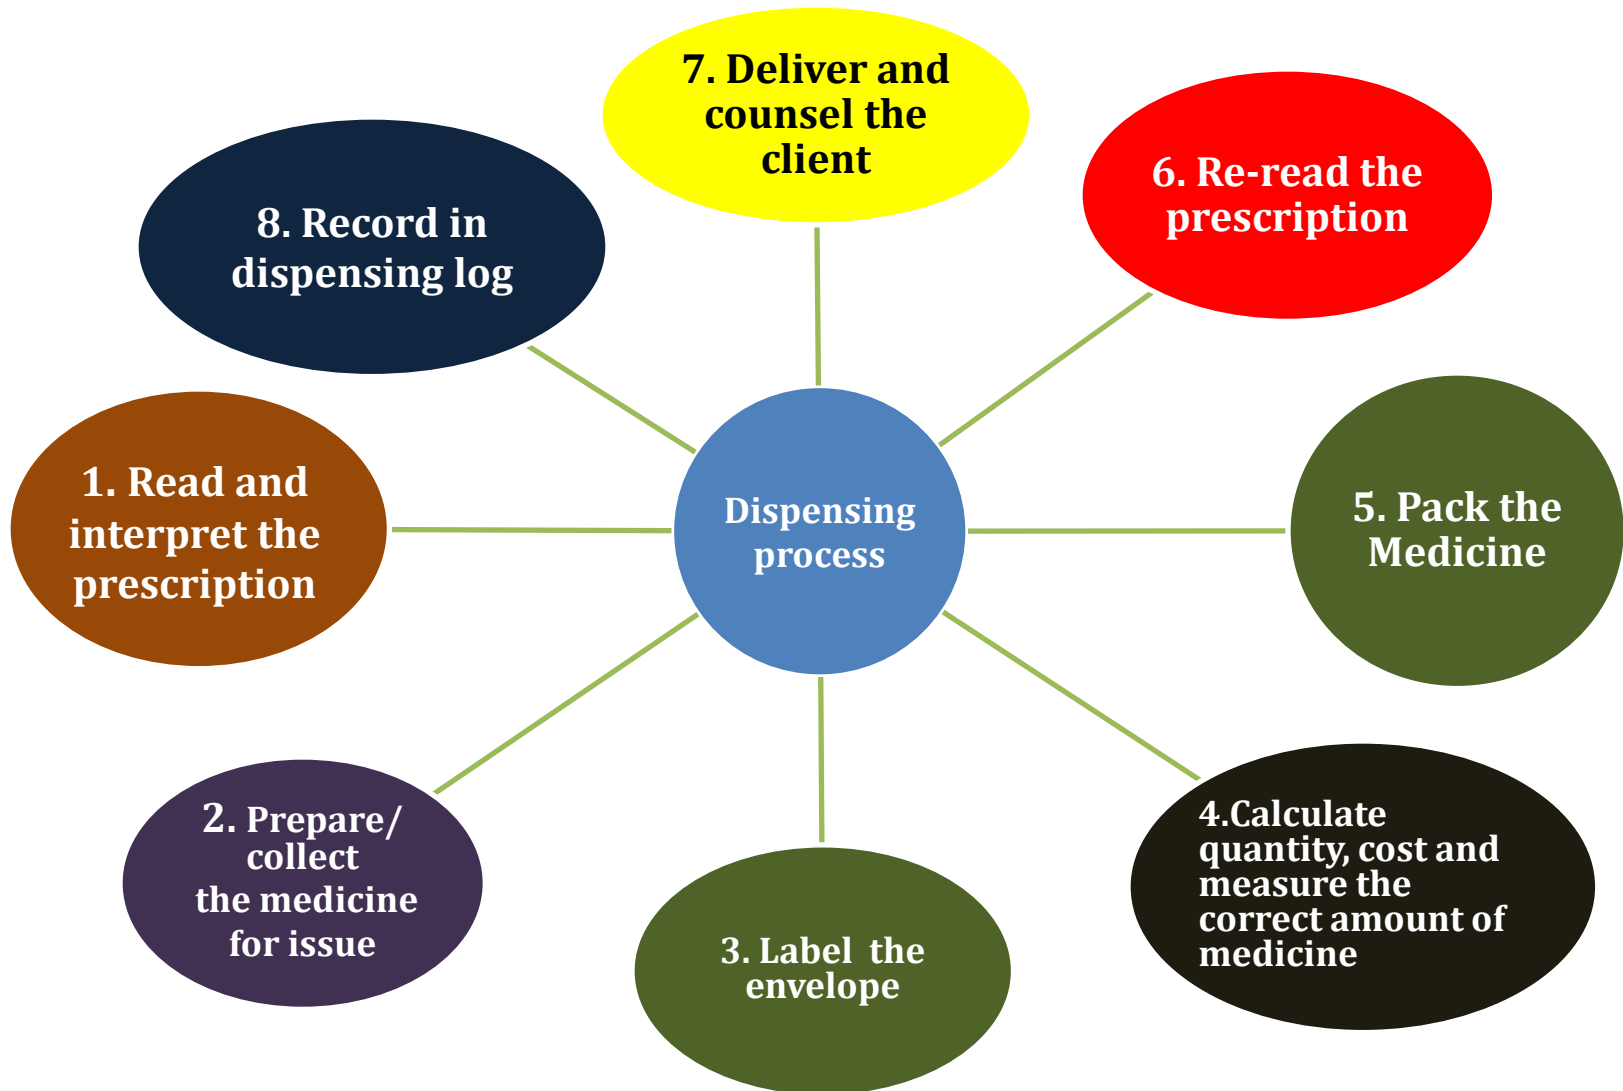 7. Deliver and
counsel the
client
6. Re-read the
prescription
8. Record in
dispensing log
1. Read and
interpret the
prescription
Dispensing
process
5. Pack the
Medicine
2. Prepare/
collect
the medicine
for issue
3. Label  the
envelope
4.Calculate
quantity, cost and
measure the
correct amount of
medicine